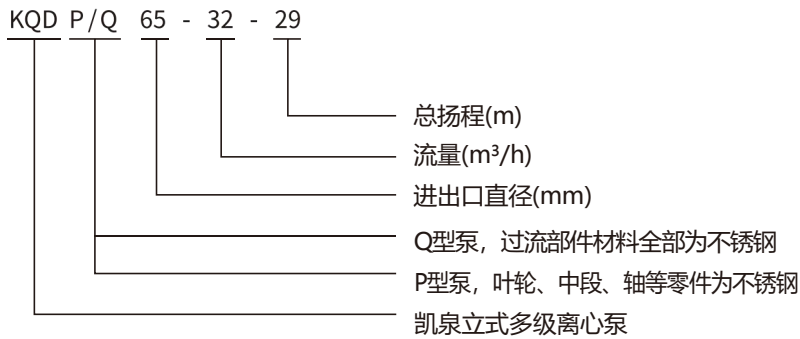 KQD P/Q 65 - 32 - 29
总扬程(m)
流量(m³/h)
进出口直径(mm)
Q型泵，过流部件材料全部为不锈钢
P型泵，叶轮、中段、轴等零件为不锈钢
凯泉立式多级离心泵